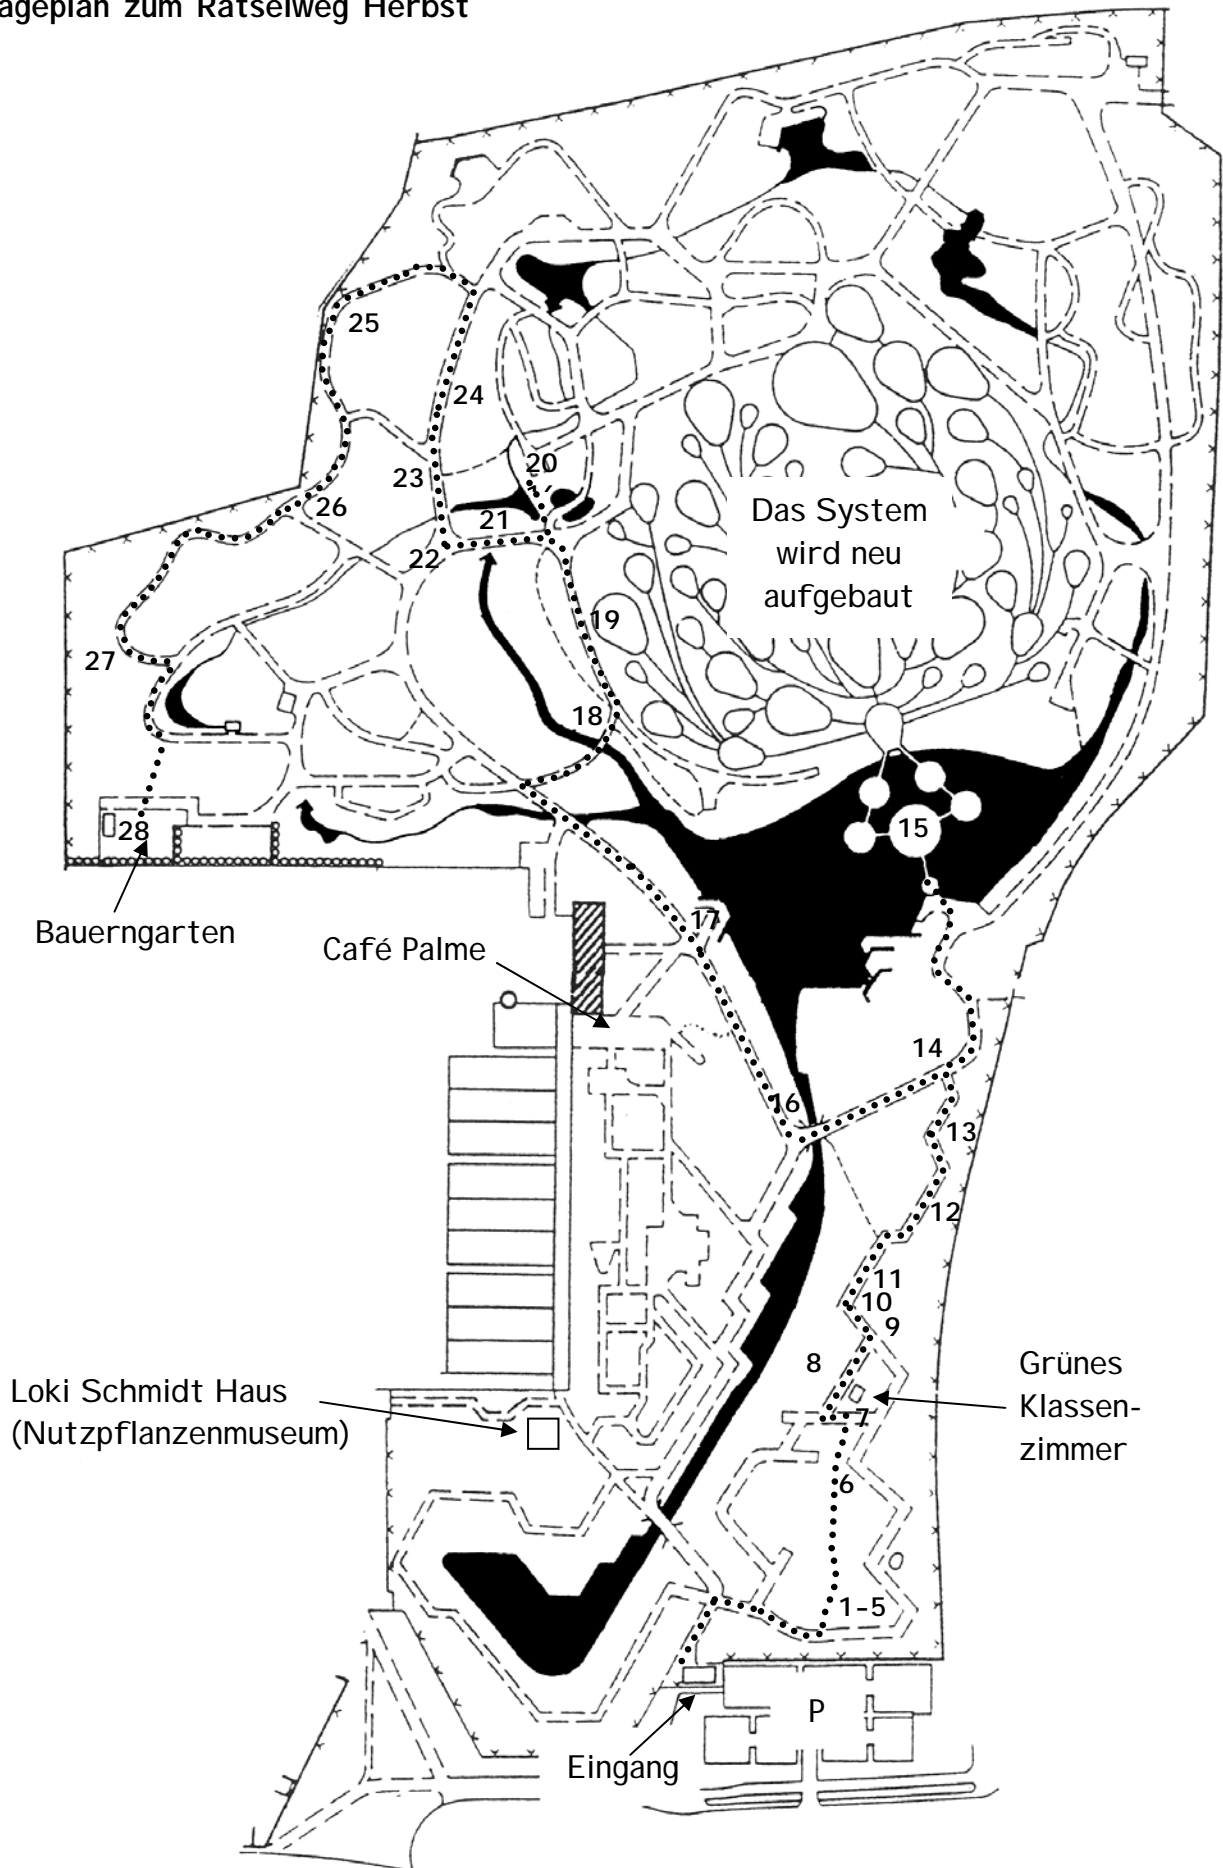 ageplan zum Rätselweg Herbst
25
24
23
20
26
21
22
Das System
wird neu
aufgebaut
19
27
18
28
15
17
Bauerngarten
Café Palme
14
16
13
12
11
10
9
8
Grünes
Klassen-
zimmer
Loki Schmidt Haus
(Nutzpflanzenmuseum)
7
6
1-5
P
Eingang